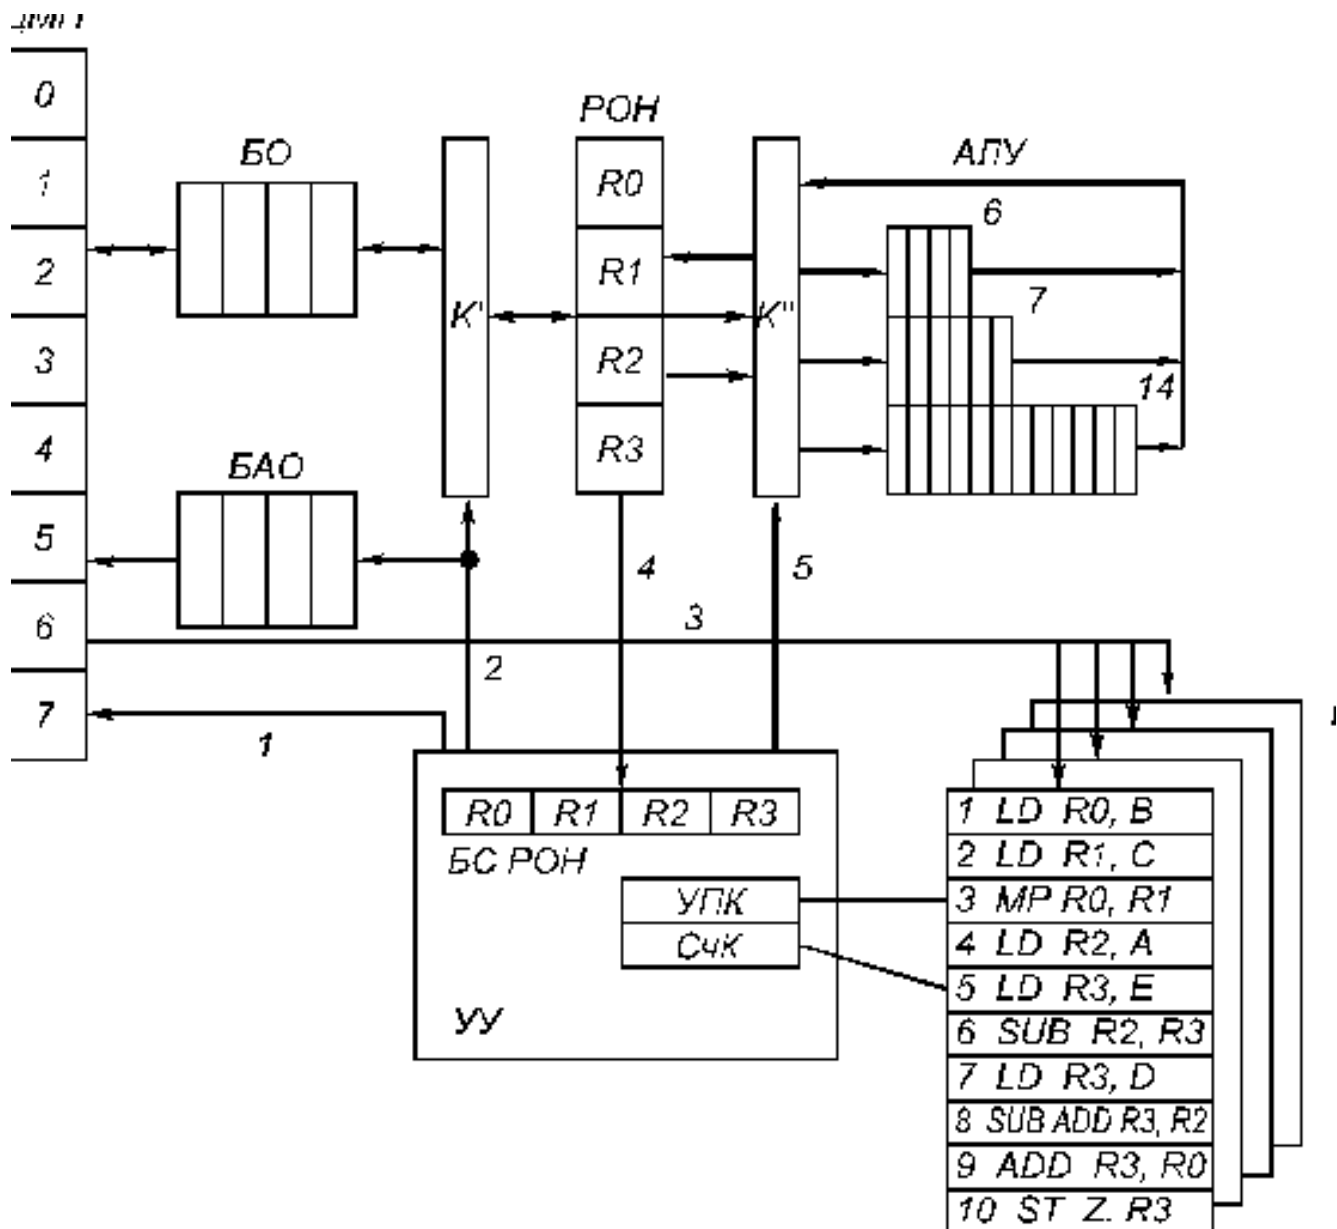 0
1
2
3
4
5
6
7
БО
БАО
К'
РОН
R0
R1
R2
R3
К"
АЛУ
6
7
14
4
5
3
2
1
R0 R1 R2 R3
БС РОН
УПК
СчК
УУ
1 LD R0, B
2 LD R1, C
3 MP R0, R1
4 LD R2, A
5 LD R3, E
6 SUB R2, R3
7 LD R3, D
8 SUB ADD R3, R2
9 ADD R3, R0
10 ST Z. R3